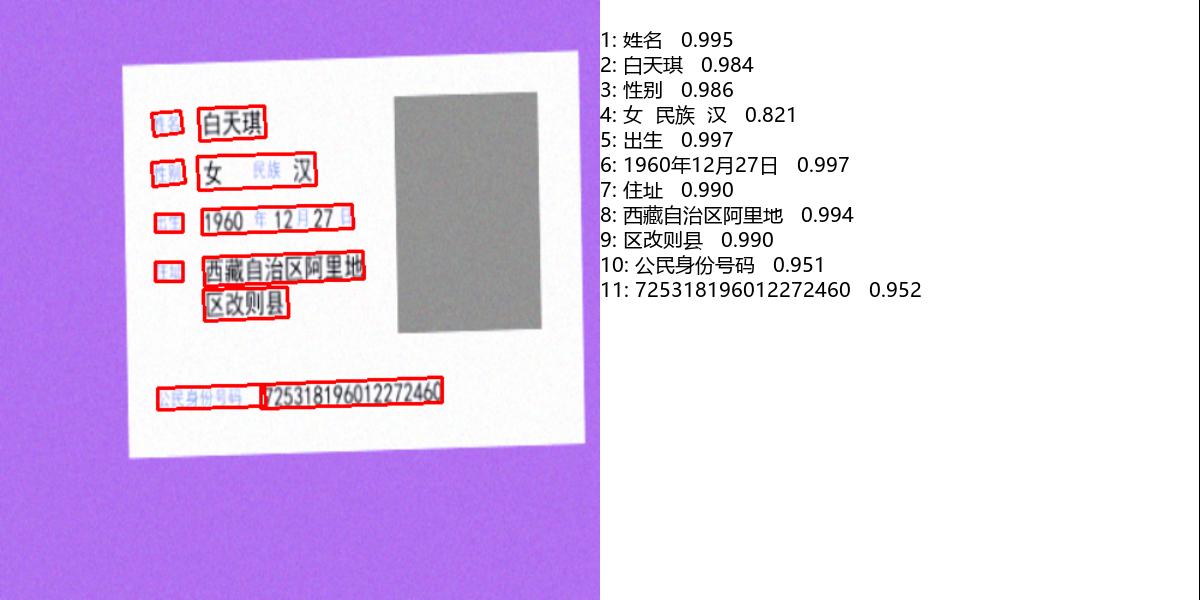 姓名 白天琪
性别 女 民族 汉
出生 1960 年 12 月 27 日
住址 西藏自治区阿里地
区改则县
公民身份号码 725318196012272460
1: 姓名 0.995
2: 白天琪 0.984
3: 性别 0.986
4: 女 民族 汉 0.821
5: 出生 0.997
6: 1960年12月27日 0.997
7: 住址 0.990
8: 西藏自治区阿里地 0.994
9: 区改则县 0.990
10: 公民身份号码 0.951
11: 725318196012272460 0.952